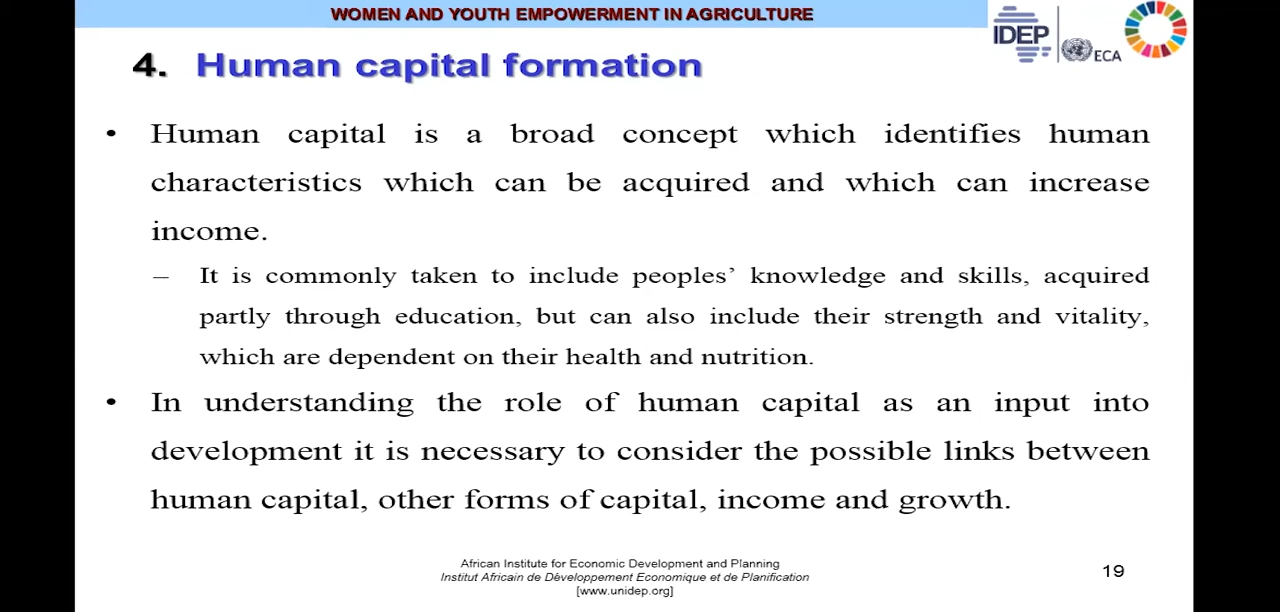 WOMEN AND YOUTH EMPOWERMENT IN AGRICULTURE
IDEP
ECA
4. Human capital formation
• Human capital is a broad concept which identifies human
characteristics which can be acquired and which can increase
income.
– It is commonly taken to include peoples’ knowledge and skills, acquired
partly through education, but can also include their strength and vitality,
which are dependent on their health and nutrition.
• In understanding the role of human capital as an input into
development it is necessary to consider the possible links between
human capital, other forms of capital, income and growth.
African Institute for Economic Development and Planning
Institut Africain de Développement Economique et de Planification
[www.unidep.org]
19